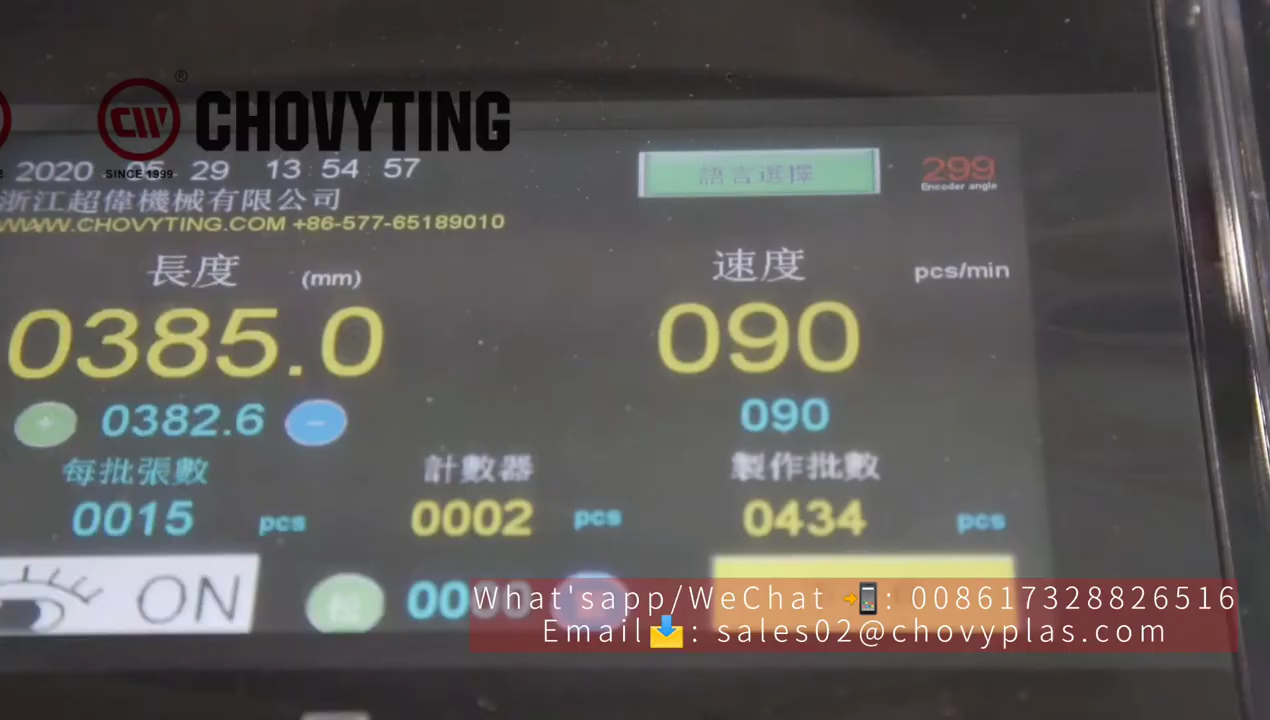 CW CHOVYTING ®
SINCE 1999
2020 05 29 13:54:57
語言選擇
299
Encoder angle
浙江超偉機械有限公司
WWW.CHOVYTING.COM +86-577-65189010
長度 (mm)
速度 pcs/min
0385.0
090
+ 0382.6 −
090
每批張數
計數器
製作批數
0015 pcs
0002 pcs
0434 pcs
ON
What'sapp/WeChat : 008617328826516
Email : sales02@chovyplas.com